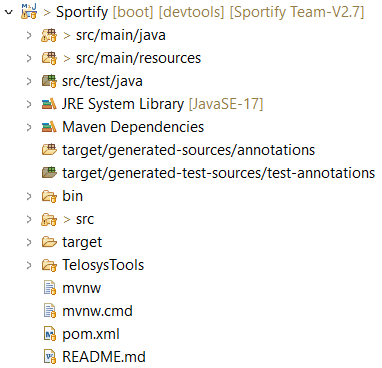 > Sportify [boot] [devtools] [Sportify Team-V2.7]
> src/main/java
> src/main/resources
src/test/java
JRE System Library [JavaSE-17]
Maven Dependencies
target/generated-sources/annotations
target/generated-test-sources/test-annotations
bin
> src
target
TelosysTools
mvnw
mvnw.cmd
pom.xml
README.md